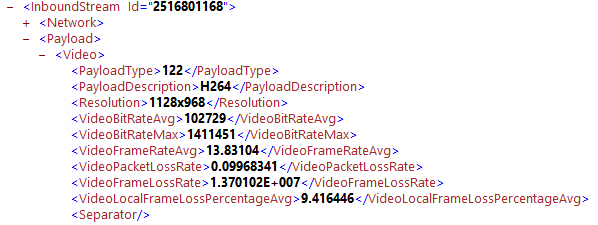 − <InboundStream Id="2516801168">
+ <Network>
− <Payload>
− <Video>
<PayloadType>122</PayloadType>
<PayloadDescription>H264</PayloadDescription>
<Resolution>1128x968</Resolution>
<VideoBitRateAvg>102729</VideoBitRateAvg>
<VideoBitRateMax>1411451</VideoBitRateMax>
<VideoFrameRateAvg>13.83104</VideoFrameRateAvg>
<VideoPacketLossRate>0.09968341</VideoPacketLossRate>
<VideoFrameLossRate>1.370102E+007</VideoFrameLossRate>
<VideoLocalFrameLossPercentageAvg>9.416446</VideoLocalFrameLossPercentageAvg>
<Separator/>